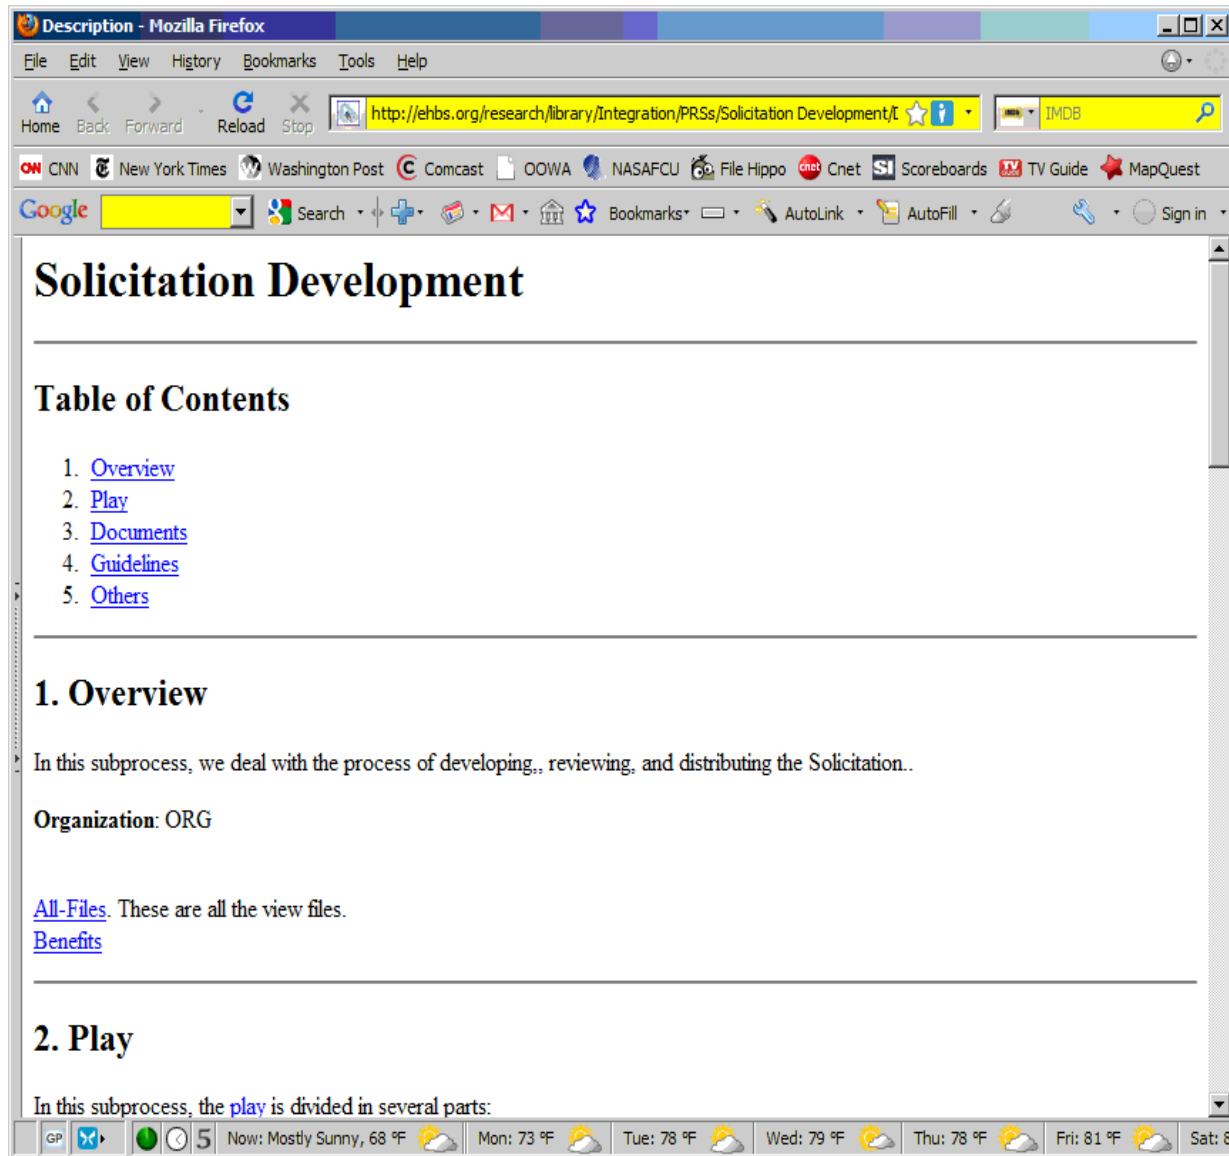 Description - Mozilla Firefox
File Edit View History Bookmarks Tools Help
Home Back Forward Reload Stop http://ehbs.org/research/library/Integration/PRSs/Solicitation Development/D IMDB
CNN New York Times Washington Post Comcast OOWA NASAFCU File Hippo Cnet Scoreboards TV Guide MapQuest
Google Search Bookmarks AutoLink AutoFill Sign in
Solicitation Development
Table of Contents
1. Overview
2. Play
3. Documents
4. Guidelines
5. Others
1. Overview
In this subprocess, we deal with the process of developing,, reviewing, and distributing the Solicitation..
Organization: ORG
All-Files. These are all the view files.
Benefits
2. Play
In this subprocess, the play is divided in several parts:
GP 5 Now: Mostly Sunny, 68 °F Mon: 73 °F Tue: 78 °F Wed: 79 °F Thu: 78 °F Fri: 81 °F Sat: